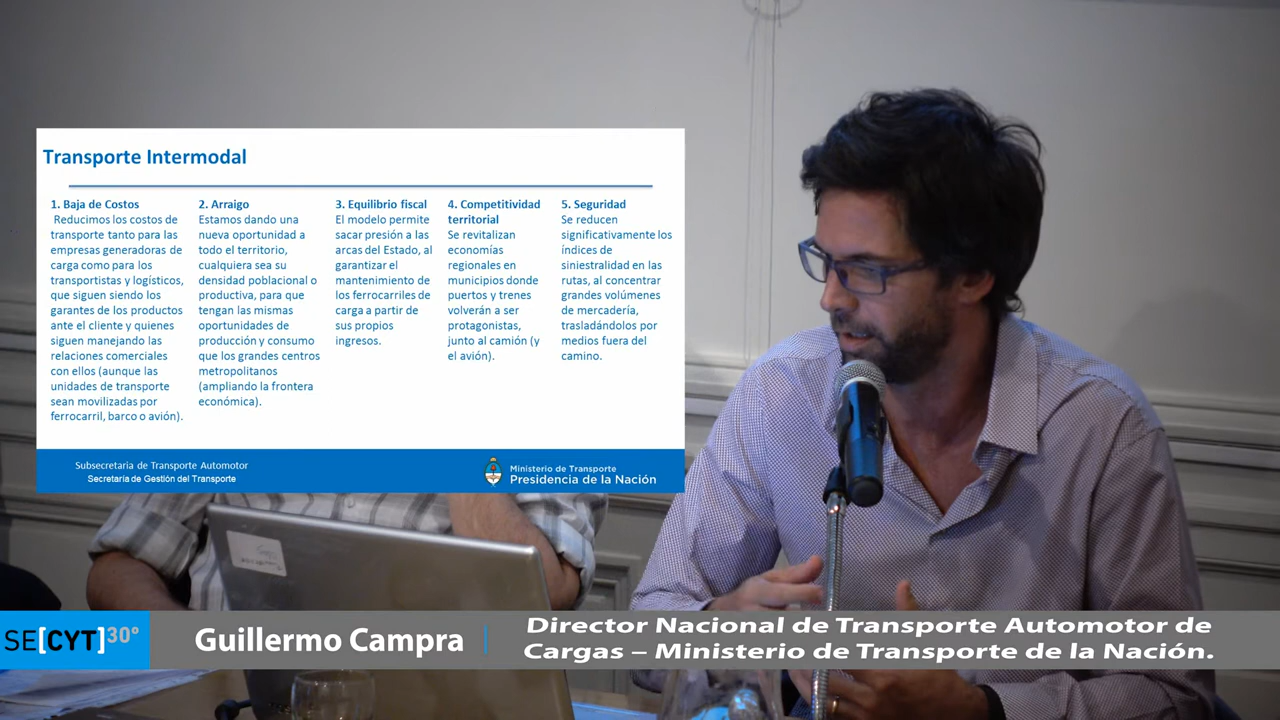 Transporte Intermodal
1. Baja de Costos
Reducimos los costos de
transporte tanto para las
empresas generadoras de
carga como para los
transportistas y logísticos,
que siguen siendo los
garantes de los productos
ante el cliente y quienes
siguen manejando las
relaciones comerciales
con ellos (aunque las
unidades de transporte
sean movilizadas por
ferrocarril, barco o avión).
2. Arraigo
Estamos dando una
nueva oportunidad a
todo el territorio,
cualquiera sea su
densidad poblacional o
productiva, para que
tengan las mismas
oportunidades de
producción y consumo
que los grandes centros
metropolitanos
(ampliando la frontera
económica).
3. Equilibrio fiscal
El modelo permite
sacar presión a las
arcas del Estado, al
garantizar el
mantenimiento de
los ferrocarriles de
carga a partir de
sus propios
ingresos.
4. Competitividad
territorial
Se revitalizan
economías
regionales en
municipios donde
puertos y trenes
volverán a ser
protagonistas,
junto al camión (y
el avión).
5. Seguridad
Se reducen
significativamente los
índices de
siniestralidad en las
rutas, al concentrar
grandes volúmenes
de mercadería,
trasladándolos por
medios fuera del
camino.
Subsecretaria de Transporte Automotor
Secretaría de Gestión del Transporte
Ministerio de Transporte
Presidencia de la Nación
SE[CYT]30º
Guillermo Campra
Director Nacional de Transporte Automotor de
Cargas – Ministerio de Transporte de la Nación.